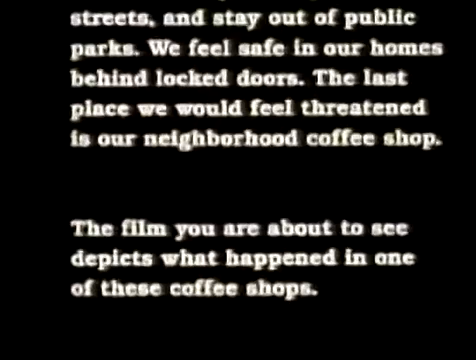 streets, and stay out of public
parks. We feel safe in our homes
behind locked doors. The last
place we would feel threatened
is our neighborhood coffee shop.
The film you are about to see
depicts what happened in one
of these coffee shops.